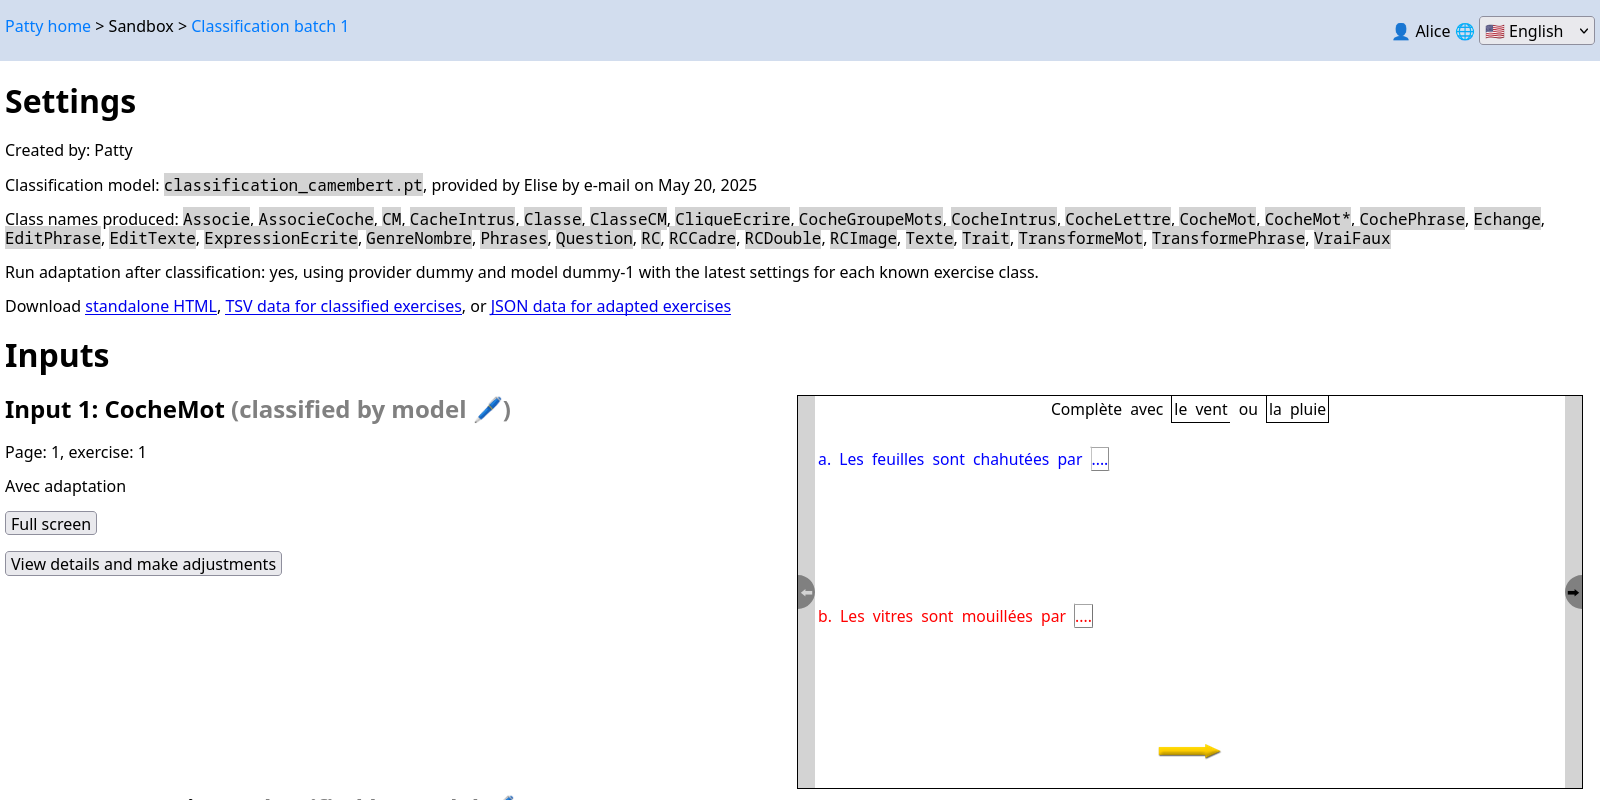 Patty home > Sandbox > Classification batch 1
👤 Alice 🌐 🇺🇸 English
Settings
Created by: Patty
Classification model: classification_camembert.pt, provided by Elise by e-mail on May 20, 2025
Class names produced: Associe, AssocieCoche, CM, CacheIntrus, Classe, ClasseCM, CliqueEcrire, CocheGroupeMots, CocheIntrus, CocheLettre, CocheMot, CocheMot*, CochePhrase, Echange,
EditPhrase, EditTexte, ExpressionEcrite, GenreNombre, Phrases, Question, RC, RCCadre, RCDouble, RCImage, Texte, Trait, TransformeMot, TransformePhrase, VraiFaux
Run adaptation after classification: yes, using provider dummy and model dummy-1 with the latest settings for each known exercise class.
Download standalone HTML, TSV data for classified exercises, or JSON data for adapted exercises
Inputs
Input 1: CocheMot (classified by model 🖊️)
Page: 1, exercise: 1
Avec adaptation
Full screen
View details and make adjustments
Complète avec le vent ou la pluie
a. Les feuilles sont chahutées par ....
b. Les vitres sont mouillées par ....